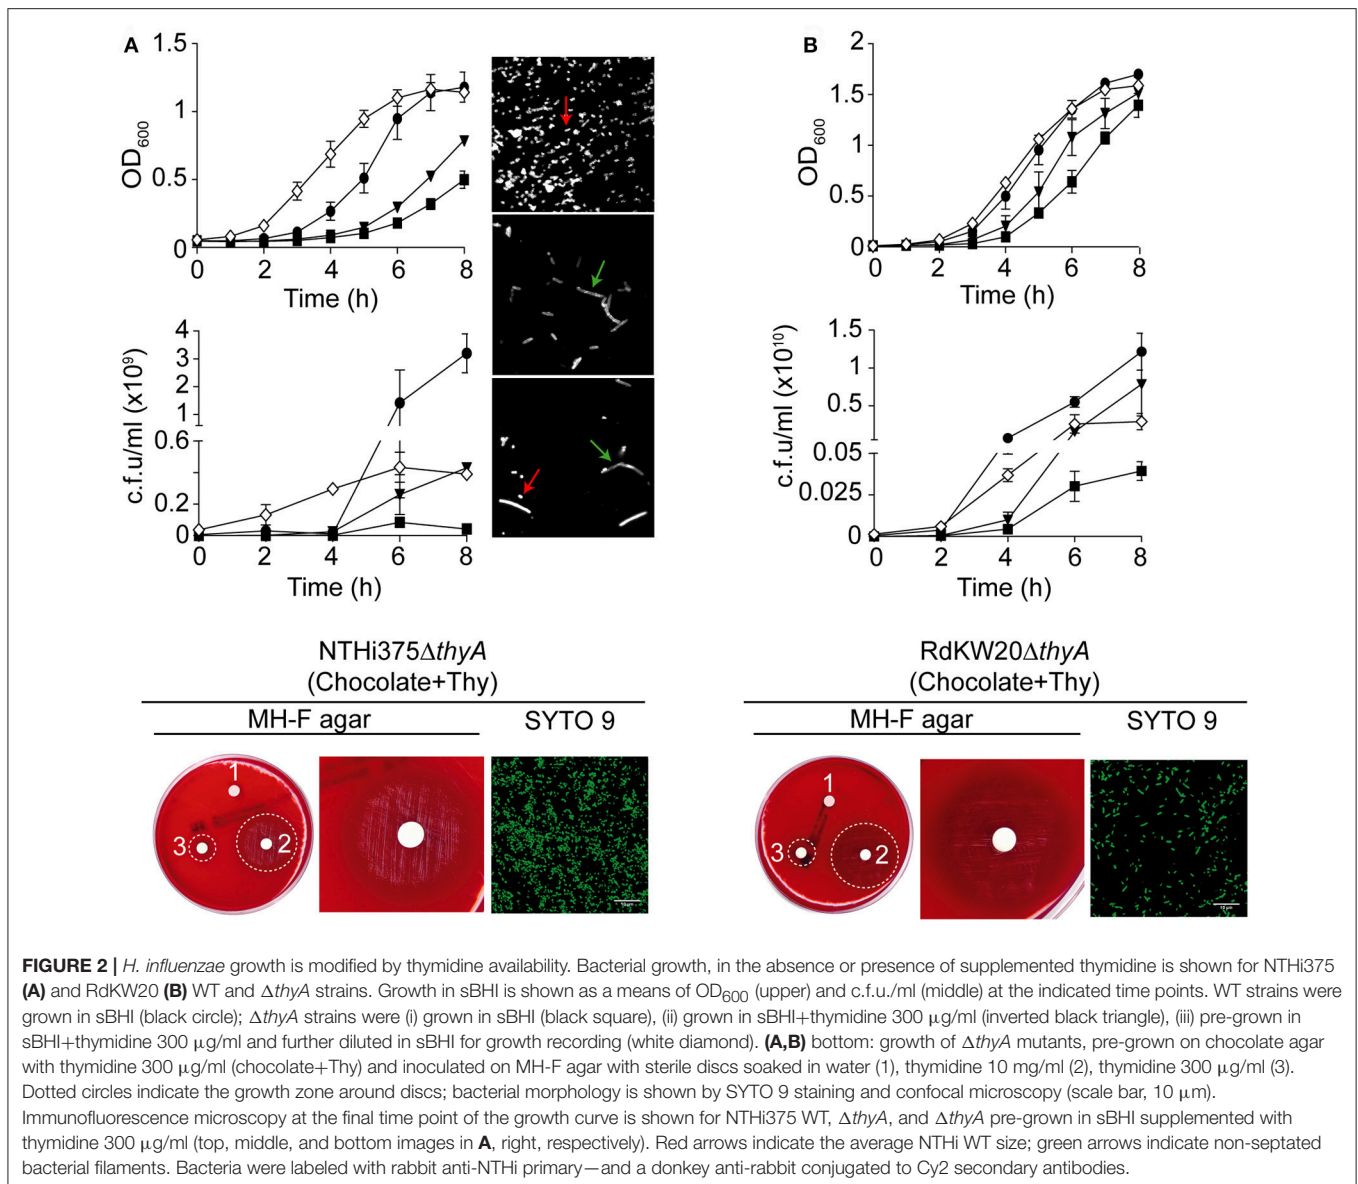 A
1.5
1
0.5
0
OD600
0 2 4 6 8
Time (h)
4
3
2
1
0.6
0.4
0.2
0
c.f.u/ml (x10⁹)
0 2 4 6 8
Time (h)
B
2
1.5
1
0.5
0
OD600
0 2 4 6 8
Time (h)
1.5
1
0.5
0.05
0.025
0
c.f.u/ml (x10¹⁰)
0 2 4 6 8
Time (h)
NTHi375ΔthyA
(Chocolate+Thy)
MH-F agar SYTO 9
1
3 2
10 μm
RdKW20ΔthyA
(Chocolate+Thy)
MH-F agar SYTO 9
1
3 2
10 μm
FIGURE 2 | H. influenzae growth is modified by thymidine availability. Bacterial growth, in the absence or presence of supplemented thymidine is shown for NTHi375
(A) and RdKW20 (B) WT and ΔthyA strains. Growth in sBHI is shown as a means of OD600 (upper) and c.f.u./ml (middle) at the indicated time points. WT strains were
grown in sBHI (black circle); ΔthyA strains were (i) grown in sBHI (black square), (ii) grown in sBHI+thymidine 300 μg/ml (inverted black triangle), (iii) pre-grown in
sBHI+thymidine 300 μg/ml and further diluted in sBHI for growth recording (white diamond). (A,B) bottom: growth of ΔthyA mutants, pre-grown on chocolate agar
with thymidine 300 μg/ml (chocolate+Thy) and inoculated on MH-F agar with sterile discs soaked in water (1), thymidine 10 mg/ml (2), thymidine 300 μg/ml (3).
Dotted circles indicate the growth zone around discs; bacterial morphology is shown by SYTO 9 staining and confocal microscopy (scale bar, 10 μm).
Immunofluorescence microscopy at the final time point of the growth curve is shown for NTHi375 WT, ΔthyA, and ΔthyA pre-grown in sBHI supplemented with
thymidine 300 μg/ml (top, middle, and bottom images in A, right, respectively). Red arrows indicate the average NTHi WT size; green arrows indicate non-septated
bacterial filaments. Bacteria were labeled with rabbit anti-NTHi primary—and a donkey anti-rabbit conjugated to Cy2 secondary antibodies.